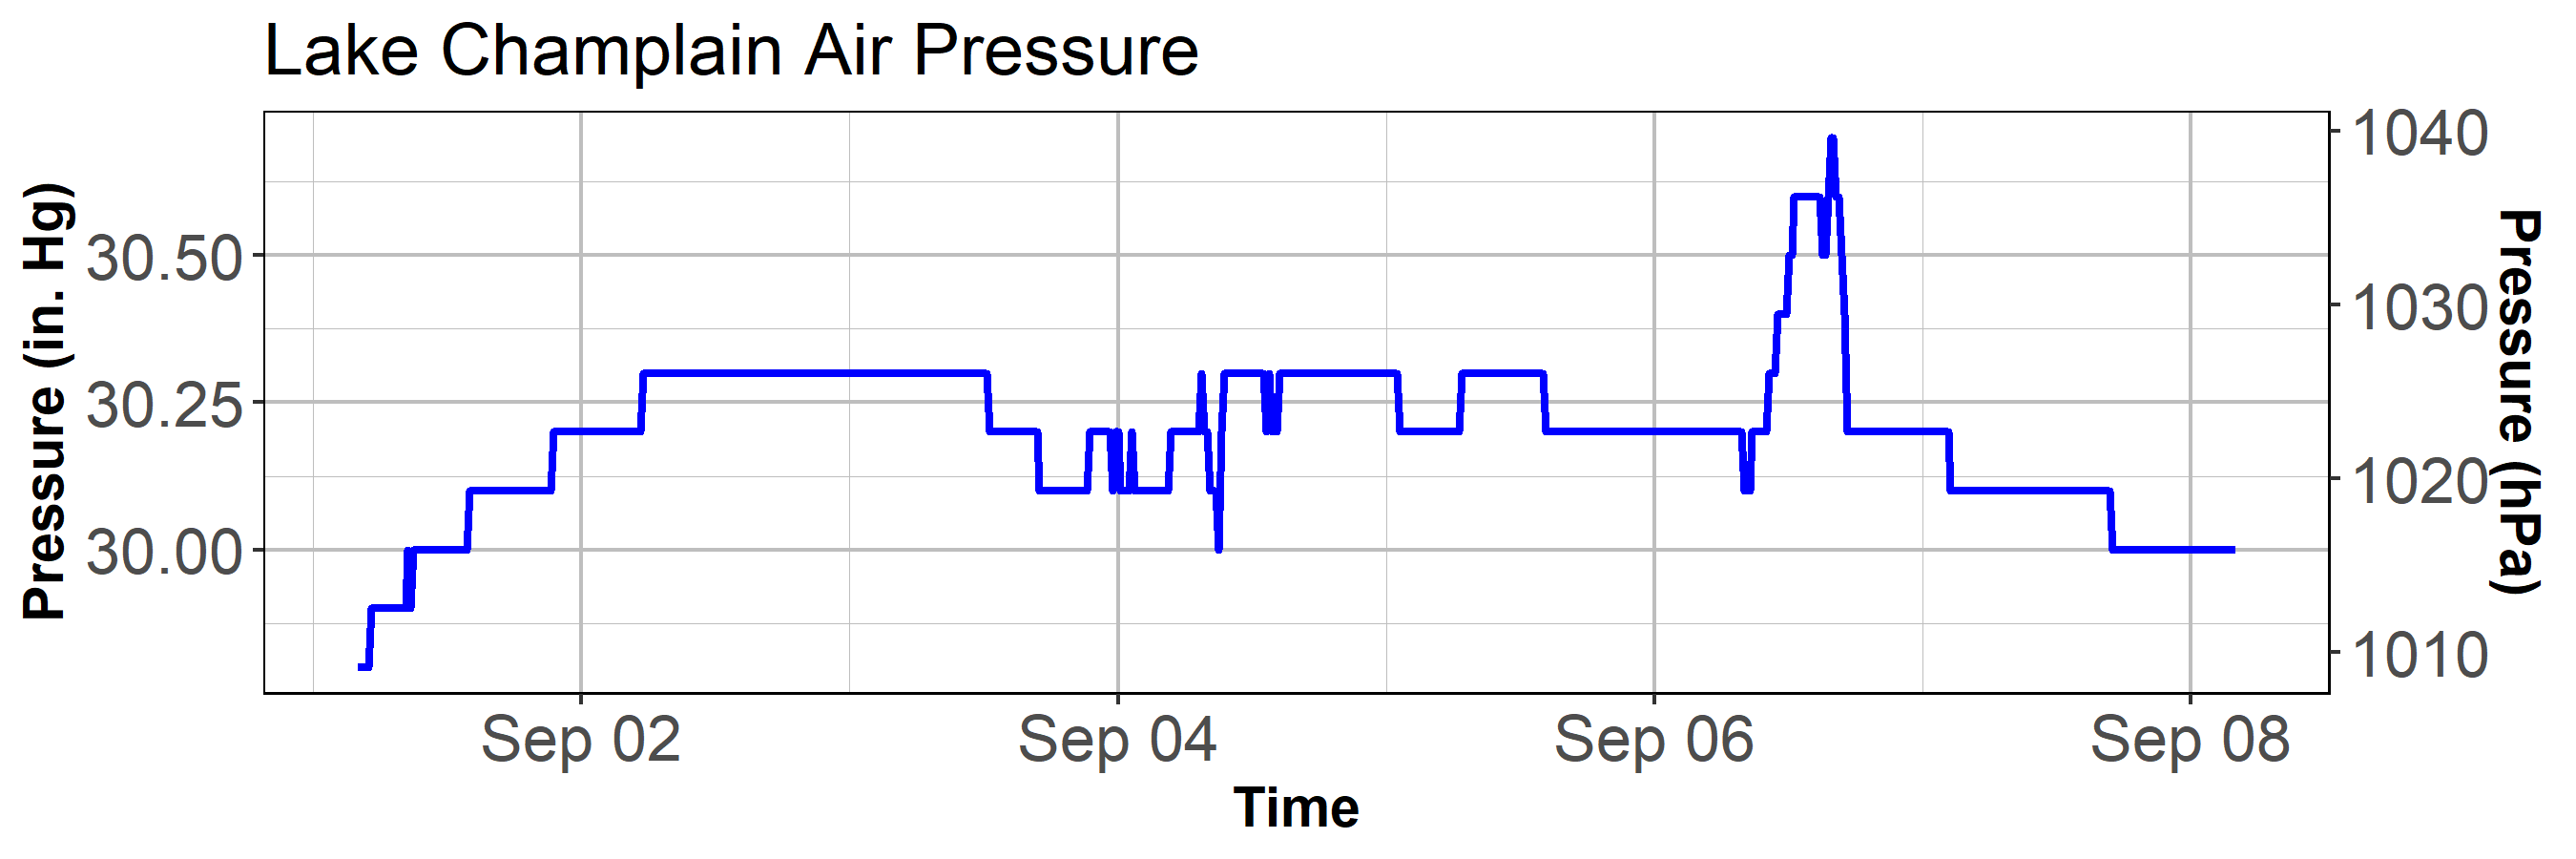 Lake Champlain Air Pressure
Pressure (in. Hg)
30.50
30.25
30.00
1040
1030
1020
1010
Pressure (hPa)
Sep 02
Sep 04
Sep 06
Sep 08
Time